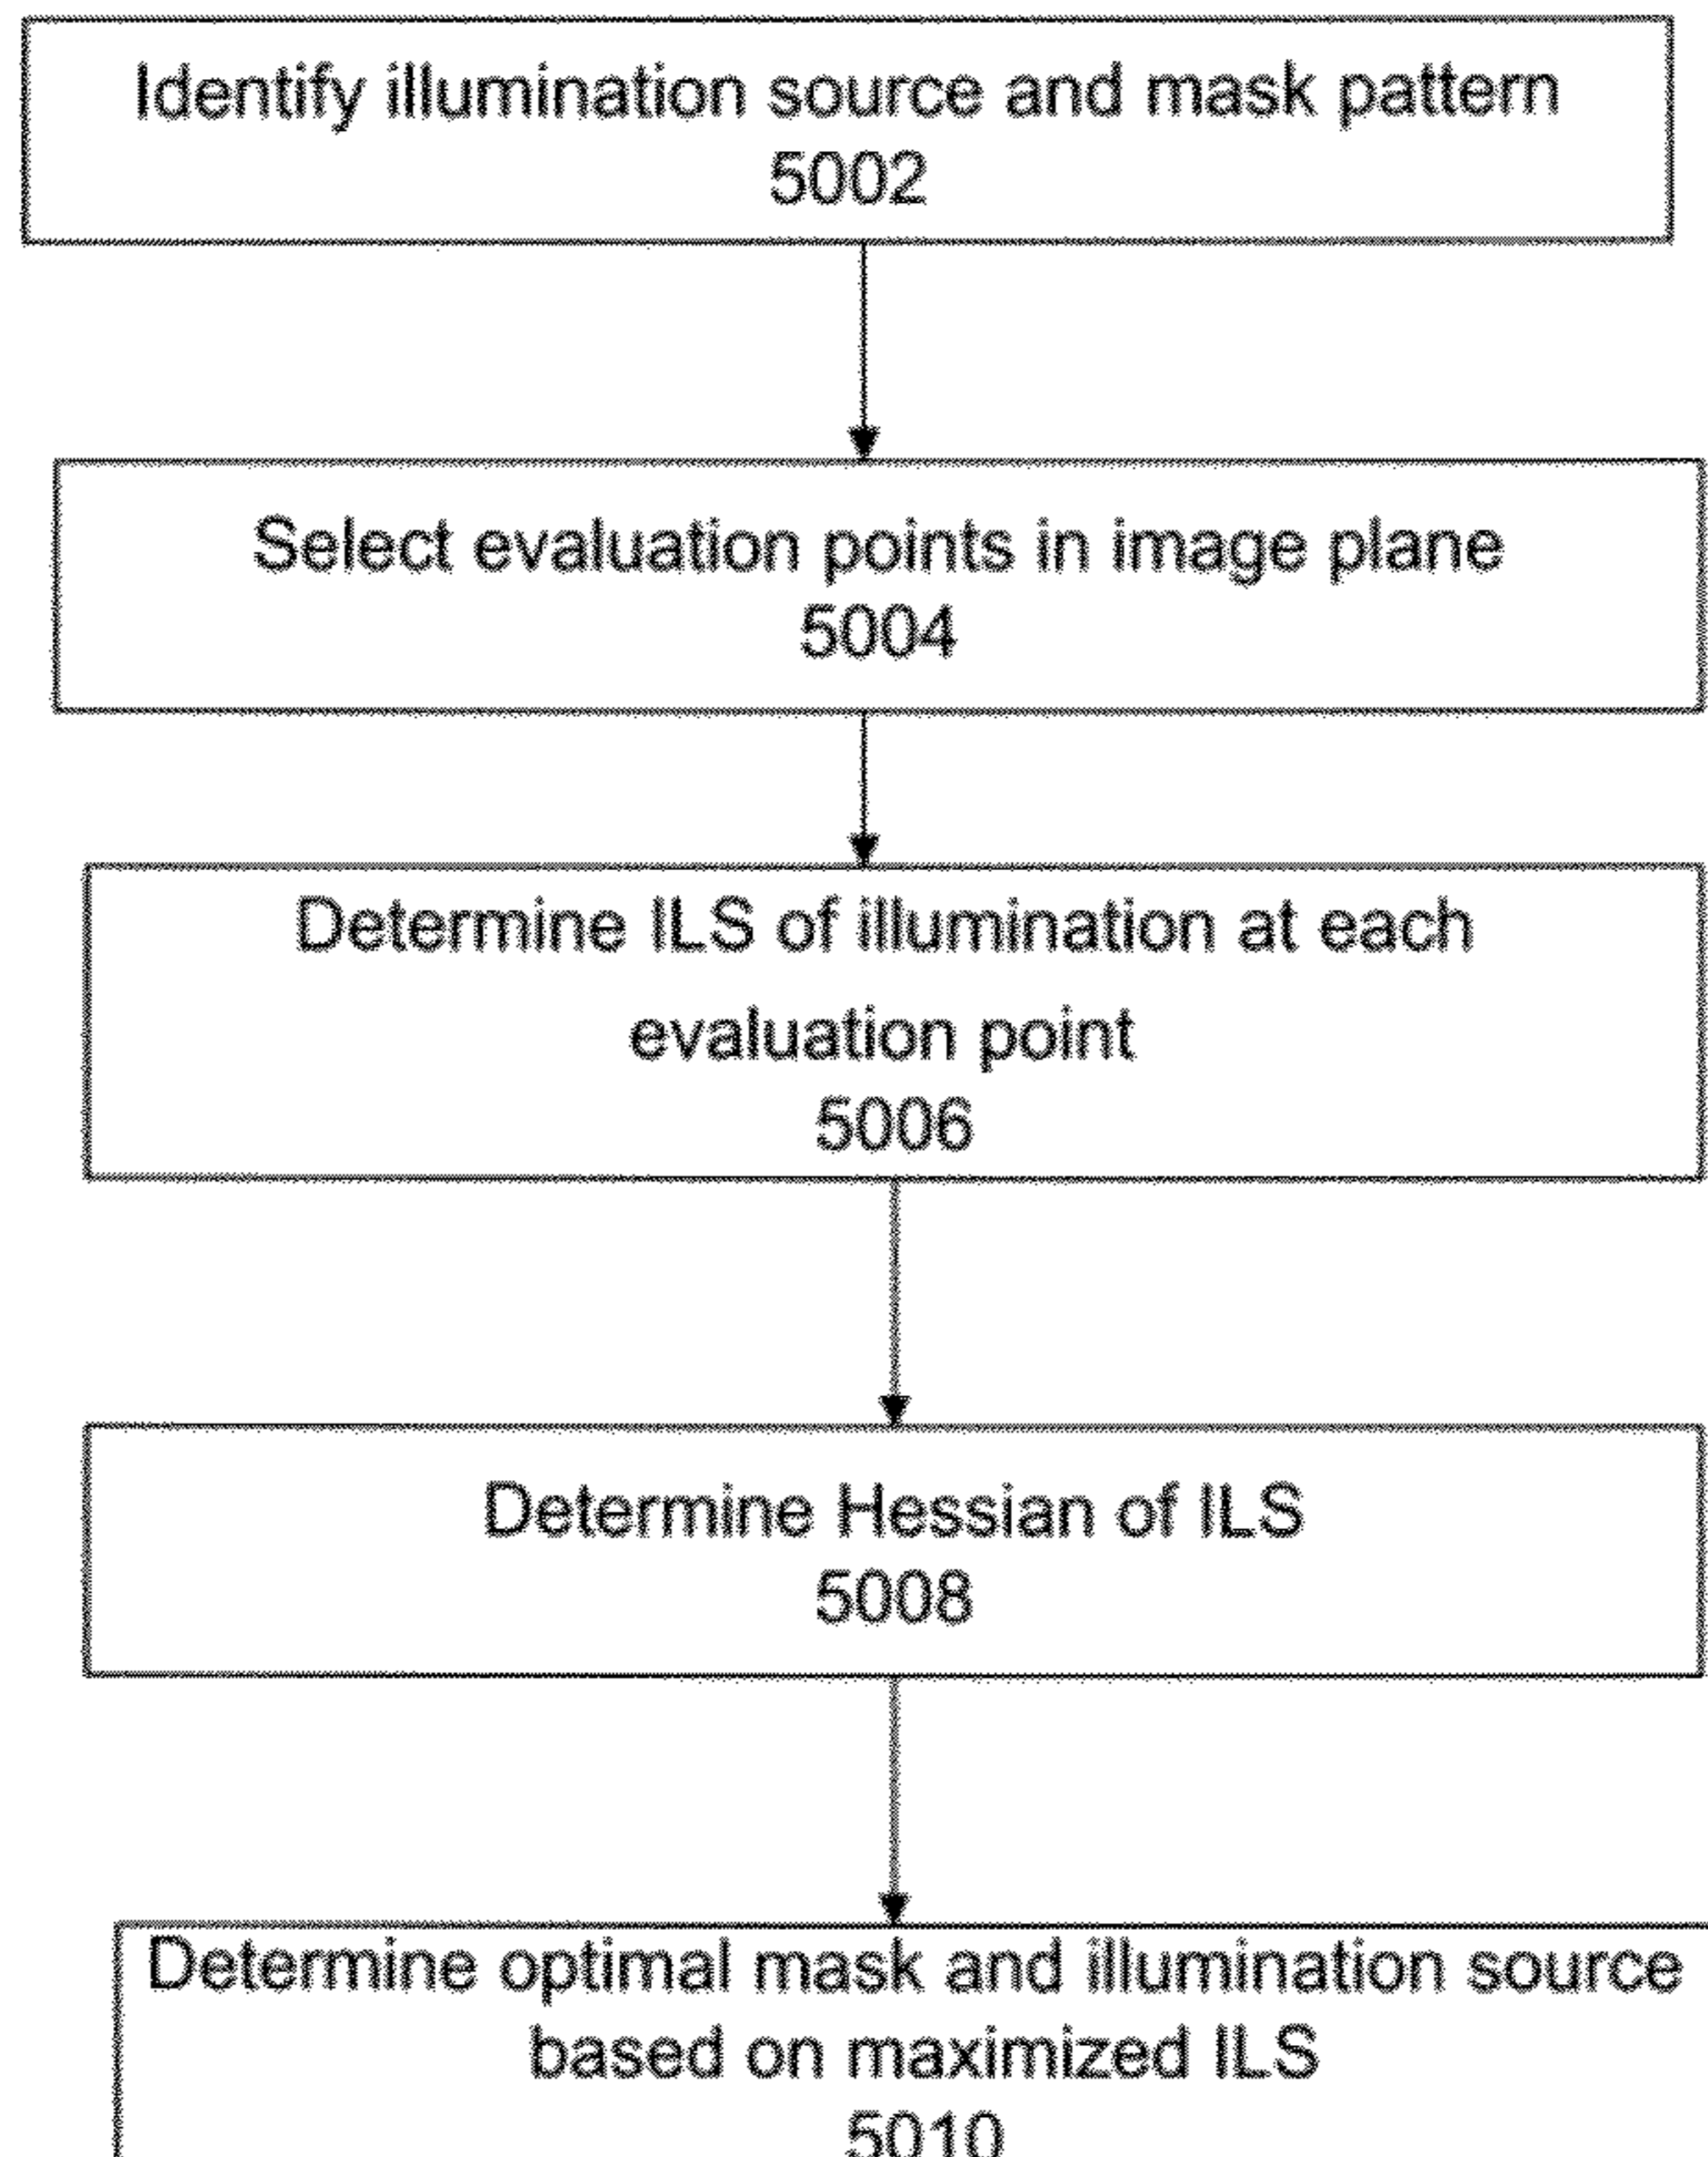 Identify illumination source and mask pattern
5002
Select evaluation points in image plane
5004
Determine ILS of illumination at each
evaluation point
5006
Determine Hessian of ILS
5008
Determine optimal mask and illumination source
based on maximized ILS
5010